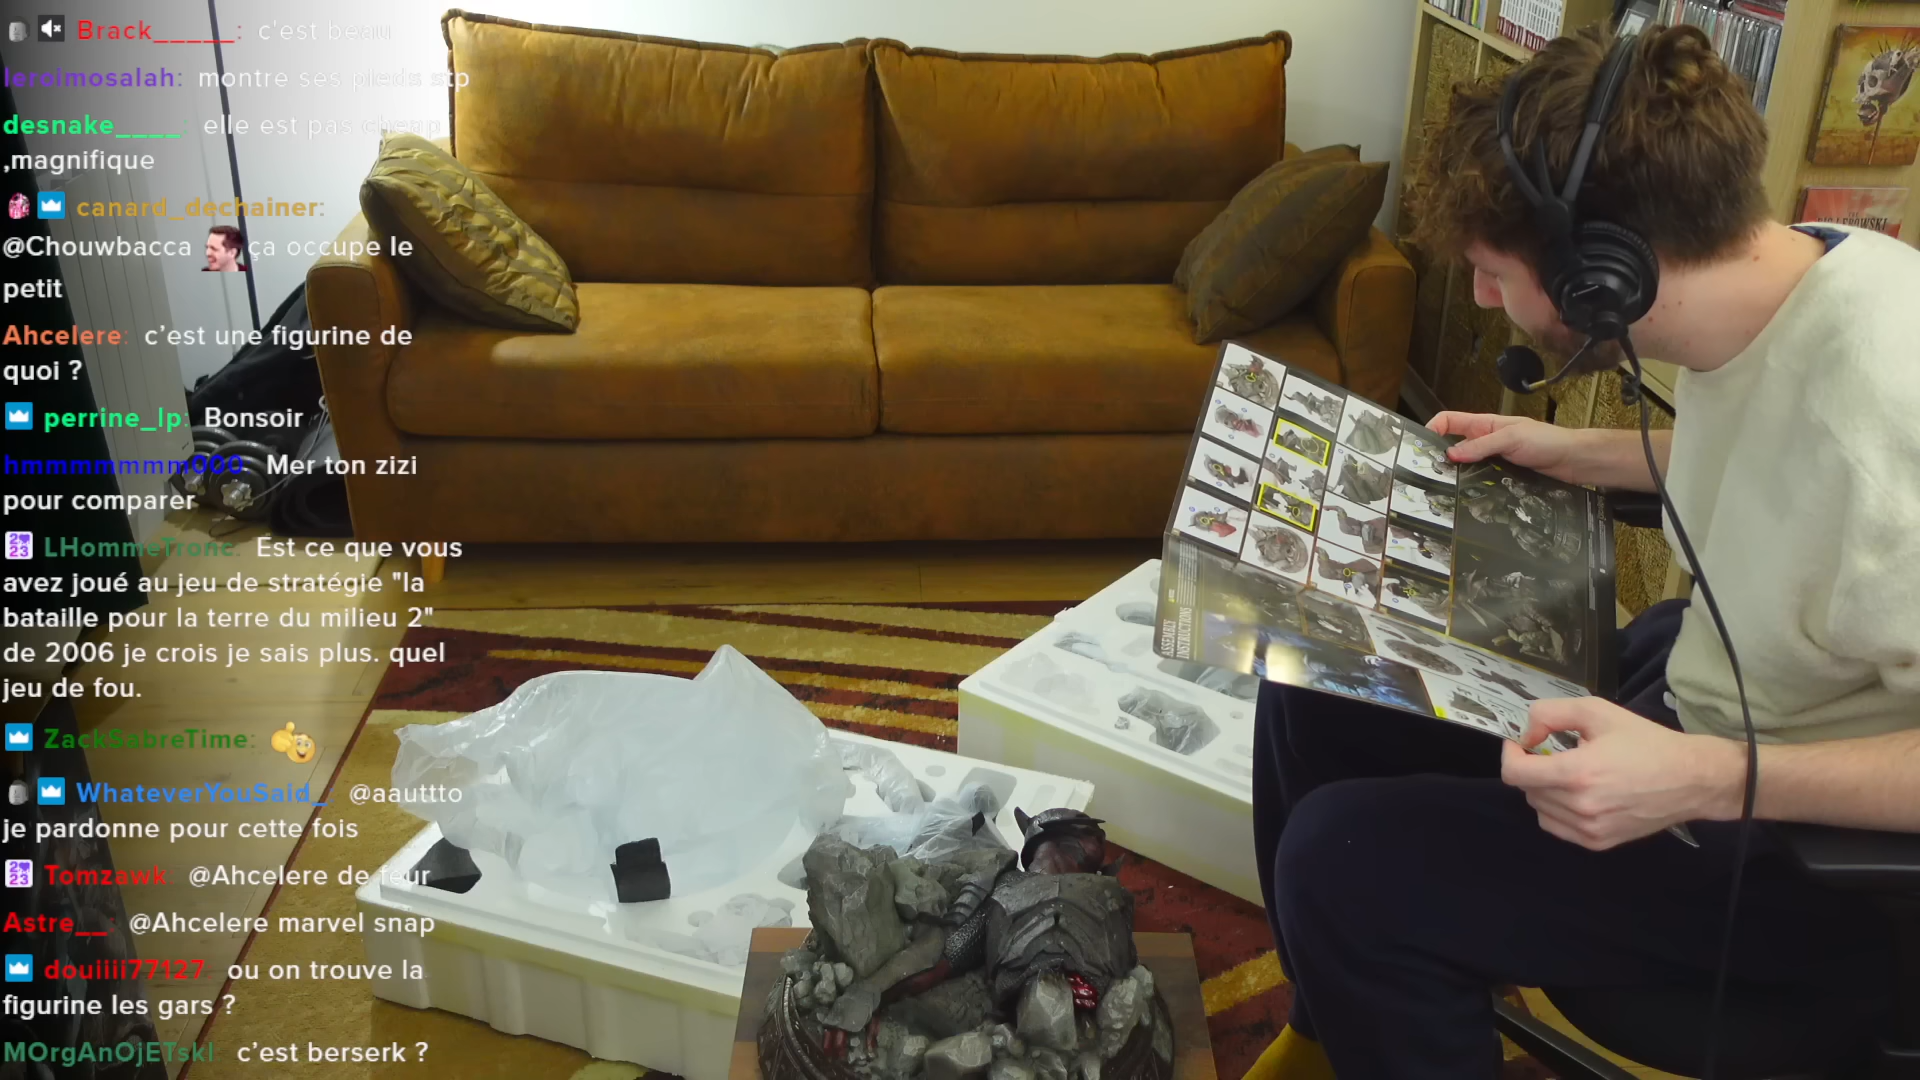 Brack_____: c'est beau
leroimosalah: montre ses pieds stp
desnake____: elle est pas cheap
,magnifique
canard_dechainer:
@Chouwbacca ça occupe le
petit
Ahcelere: c’est une figurine de
quoi ?
perrine_lp: Bonsoir
hmmmmmmm000: Mer ton zizi
pour comparer
LHommeTronc: Est ce que vous
avez joué au jeu de stratégie "la
bataille pour la terre du milieu 2"
de 2006 je crois je sais plus. quel
jeu de fou.
ZackSabreTime:
WhateverYouSaid_: @aauttto
je pardonne pour cette fois
Tomzawk: @Ahcelere de feur
Astre__: @Ahcelere marvel snap
douiiii77127: ou on trouve la
figurine les gars ?
MOrgAnOjETskI: c’est berserk ?
ASSEMBLY
INSTRUCTIONS
LEBOWSKI